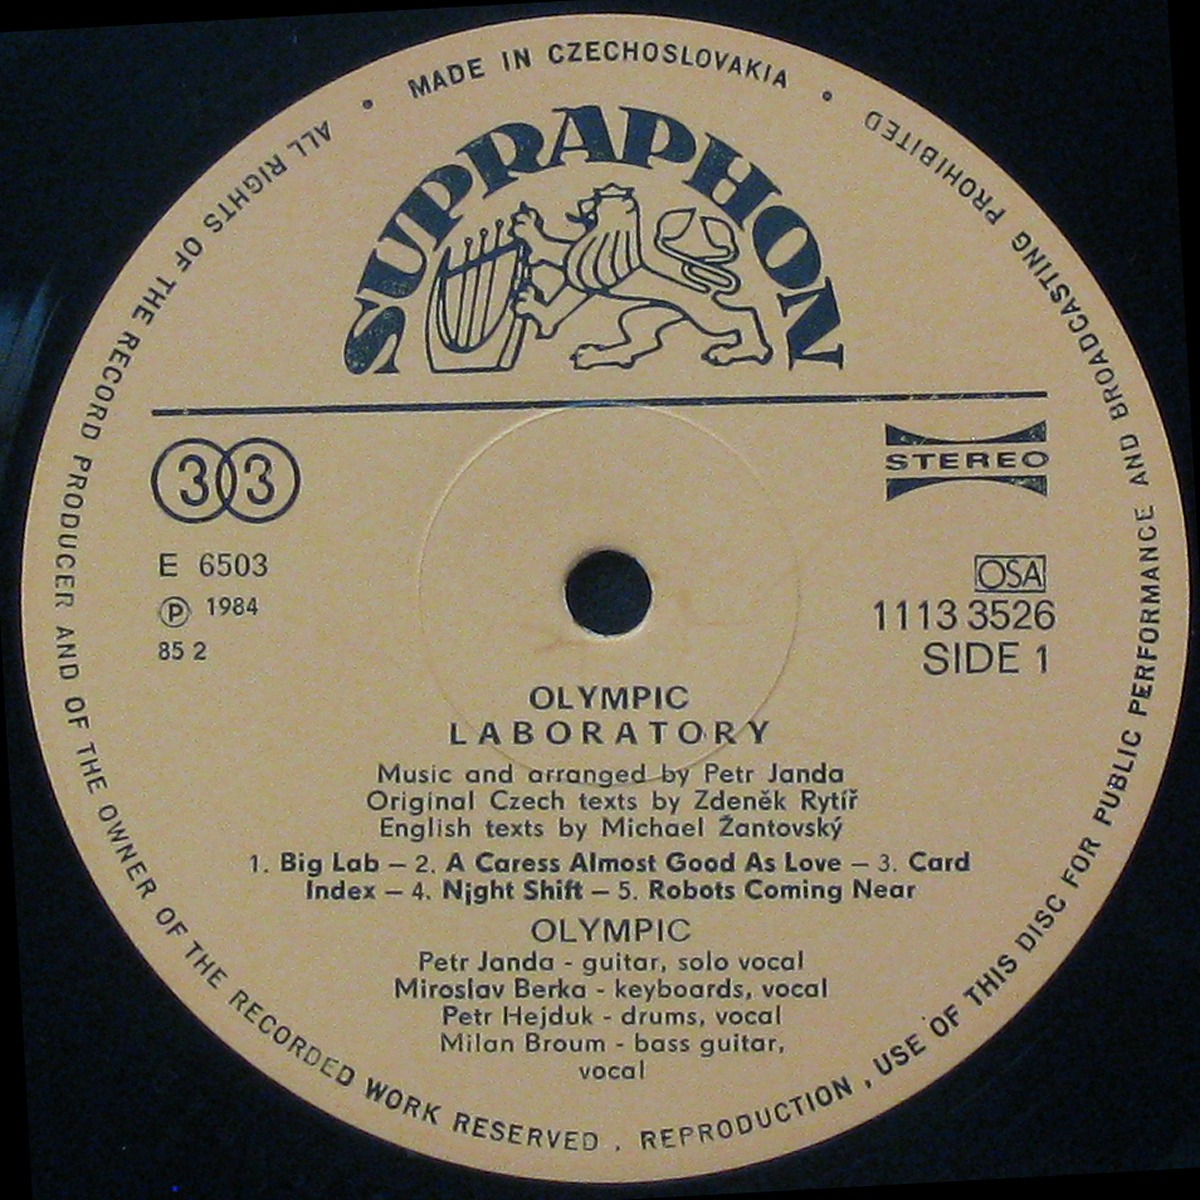 MADE IN CZECHOSLOVAKIA
ALL RIGHTS OF THE RECORD PRODUCER AND OF THE OWNER OF THE RECORDED WORK RESERVED . REPRODUCTION , USE OF THIS DISC FOR PUBLIC PERFORMANCE AND BROADCASTING PROHIBITED
SUPRAPHON
33
STEREO
E 6503
Ⓟ 1984
85 2
OSA
1113 3526
SIDE 1
OLYMPIC
LABORATORY
Music and arranged by Petr Janda
Original Czech texts by Zdeněk Rytíř
English texts by Michael Žantovský
1. Big Lab – 2. A Caress Almost Good As Love – 3. Card
Index – 4. Night Shift – 5. Robots Coming Near
OLYMPIC
Petr Janda - guitar, solo vocal
Miroslav Berka - keyboards, vocal
Petr Hejduk - drums, vocal
Milan Broum - bass guitar,
vocal